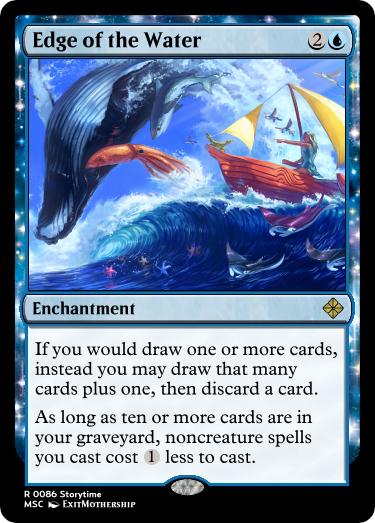 Edge of the Water 2
Enchantment
If you would draw one or more cards,
instead you may draw that many
cards plus one, then discard a card.
As long as ten or more cards are in
your graveyard, noncreature spells
you cast cost 1 less to cast.
R 0086 Storytime
MSC ExitMothership